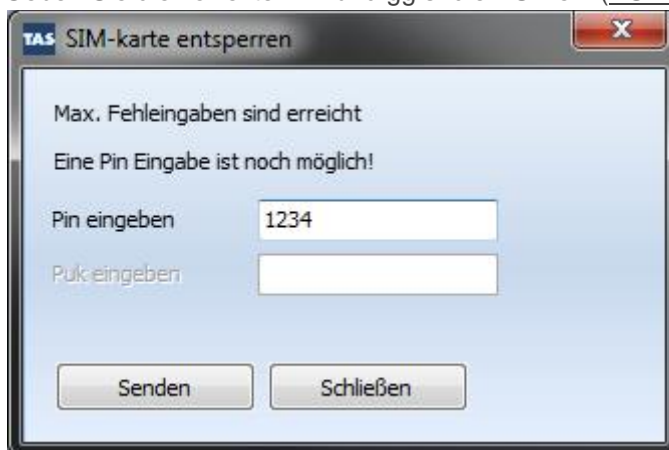 TAS SIM-karte entsperren
Max. Fehleingaben sind erreicht
Eine Pin Eingabe ist noch möglich!
Pin eingeben 1234
Puk eingeben
Senden Schließen